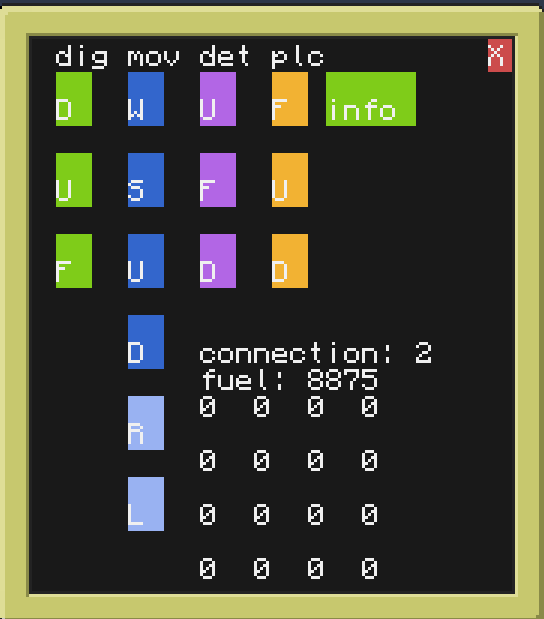 dig mov det plc X
D W U F info
U S F U
F U D D
D
connection: 2
fuel: 8875
0 0 0 0
R
0 0 0 0
L
0 0 0 0
0 0 0 0